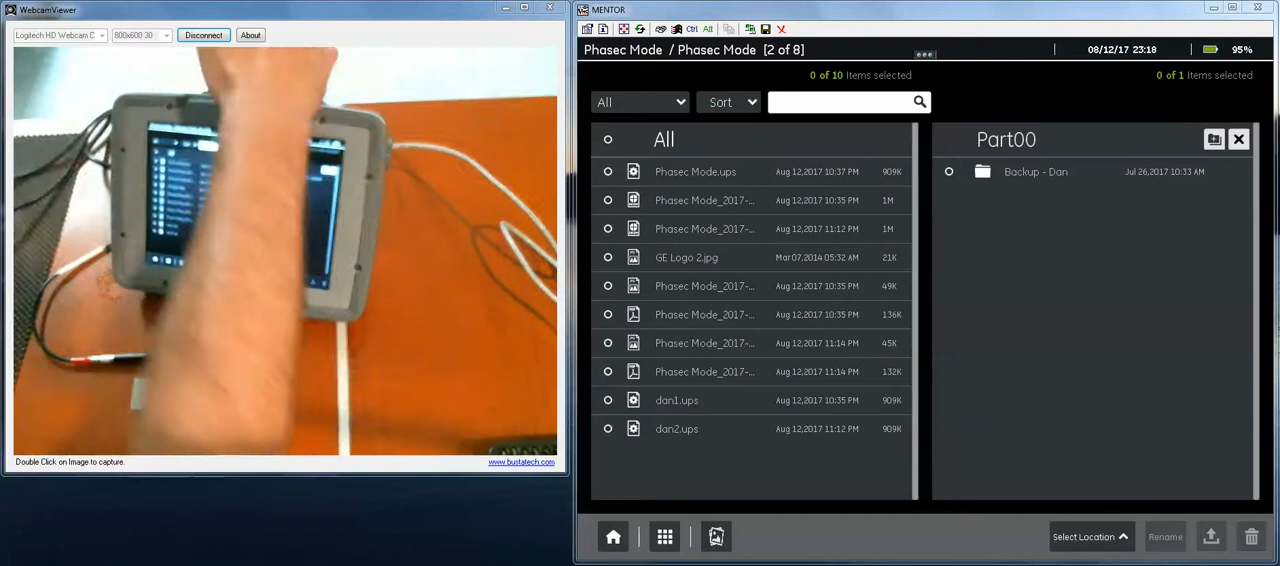 WebcamViewer
Logitech HD Webcam C
800x600 30
Disconnect
About
Double Click on Image to capture.
www.bustatech.com
MENTOR
Ctrl Alt
Phasec Mode / Phasec Mode [2 of 8]
08/12/17 23:18
95%
0 of 10 Items selected
0 of 1 Items selected
All
Sort
All
Phasec Mode.ups Aug 12,2017 10:37 PM 909K
Phasec Mode_2017-... Aug 12,2017 10:35 PM 1M
Phasec Mode_2017-... Aug 12,2017 11:12 PM 1M
GE Logo 2.jpg Mar 07,2014 05:32 AM 21K
Phasec Mode_2017-... Aug 12,2017 10:35 PM 49K
Phasec Mode_2017-... Aug 12,2017 10:35 PM 136K
Phasec Mode_2017-... Aug 12,2017 11:14 PM 45K
Phasec Mode_2017-... Aug 12,2017 11:14 PM 132K
dan1.ups Aug 12,2017 10:35 PM 909K
dan2.ups Aug 12,2017 11:12 PM 909K
Part00
Backup - Dan Jul 26,2017 10:33 AM
Select Location
Rename